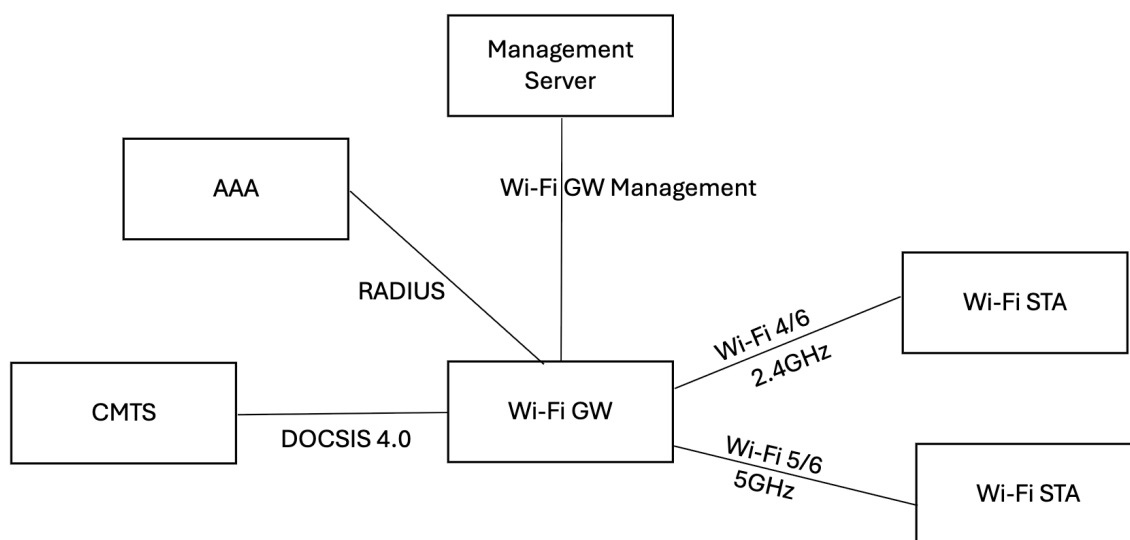 Management
Server
AAA
Wi-Fi GW Management
RADIUS
Wi-Fi STA
Wi-Fi 4/6
2.4GHz
CMTS
DOCSIS 4.0
Wi-Fi GW
Wi-Fi 5/6
5GHz
Wi-Fi STA